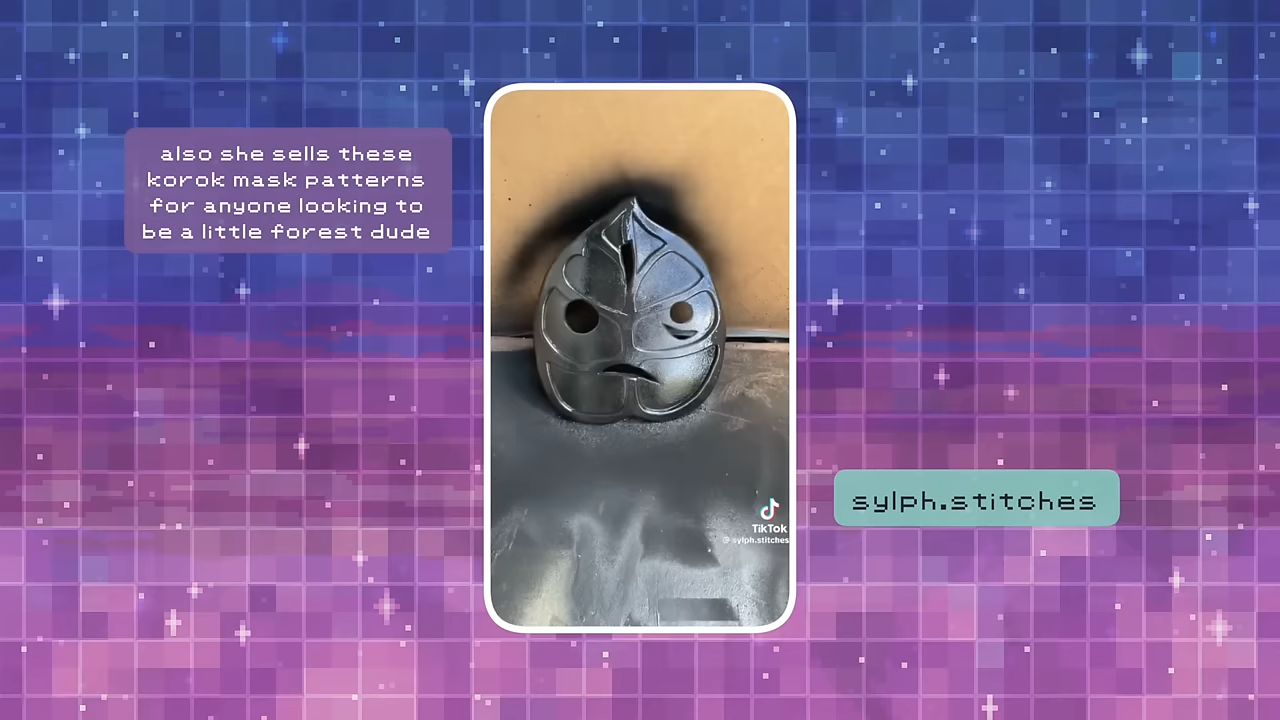 also she sells these
korok mask patterns
for anyone looking to
be a little forest dude
sylph.stitches
TikTok
@ sylph.stitches